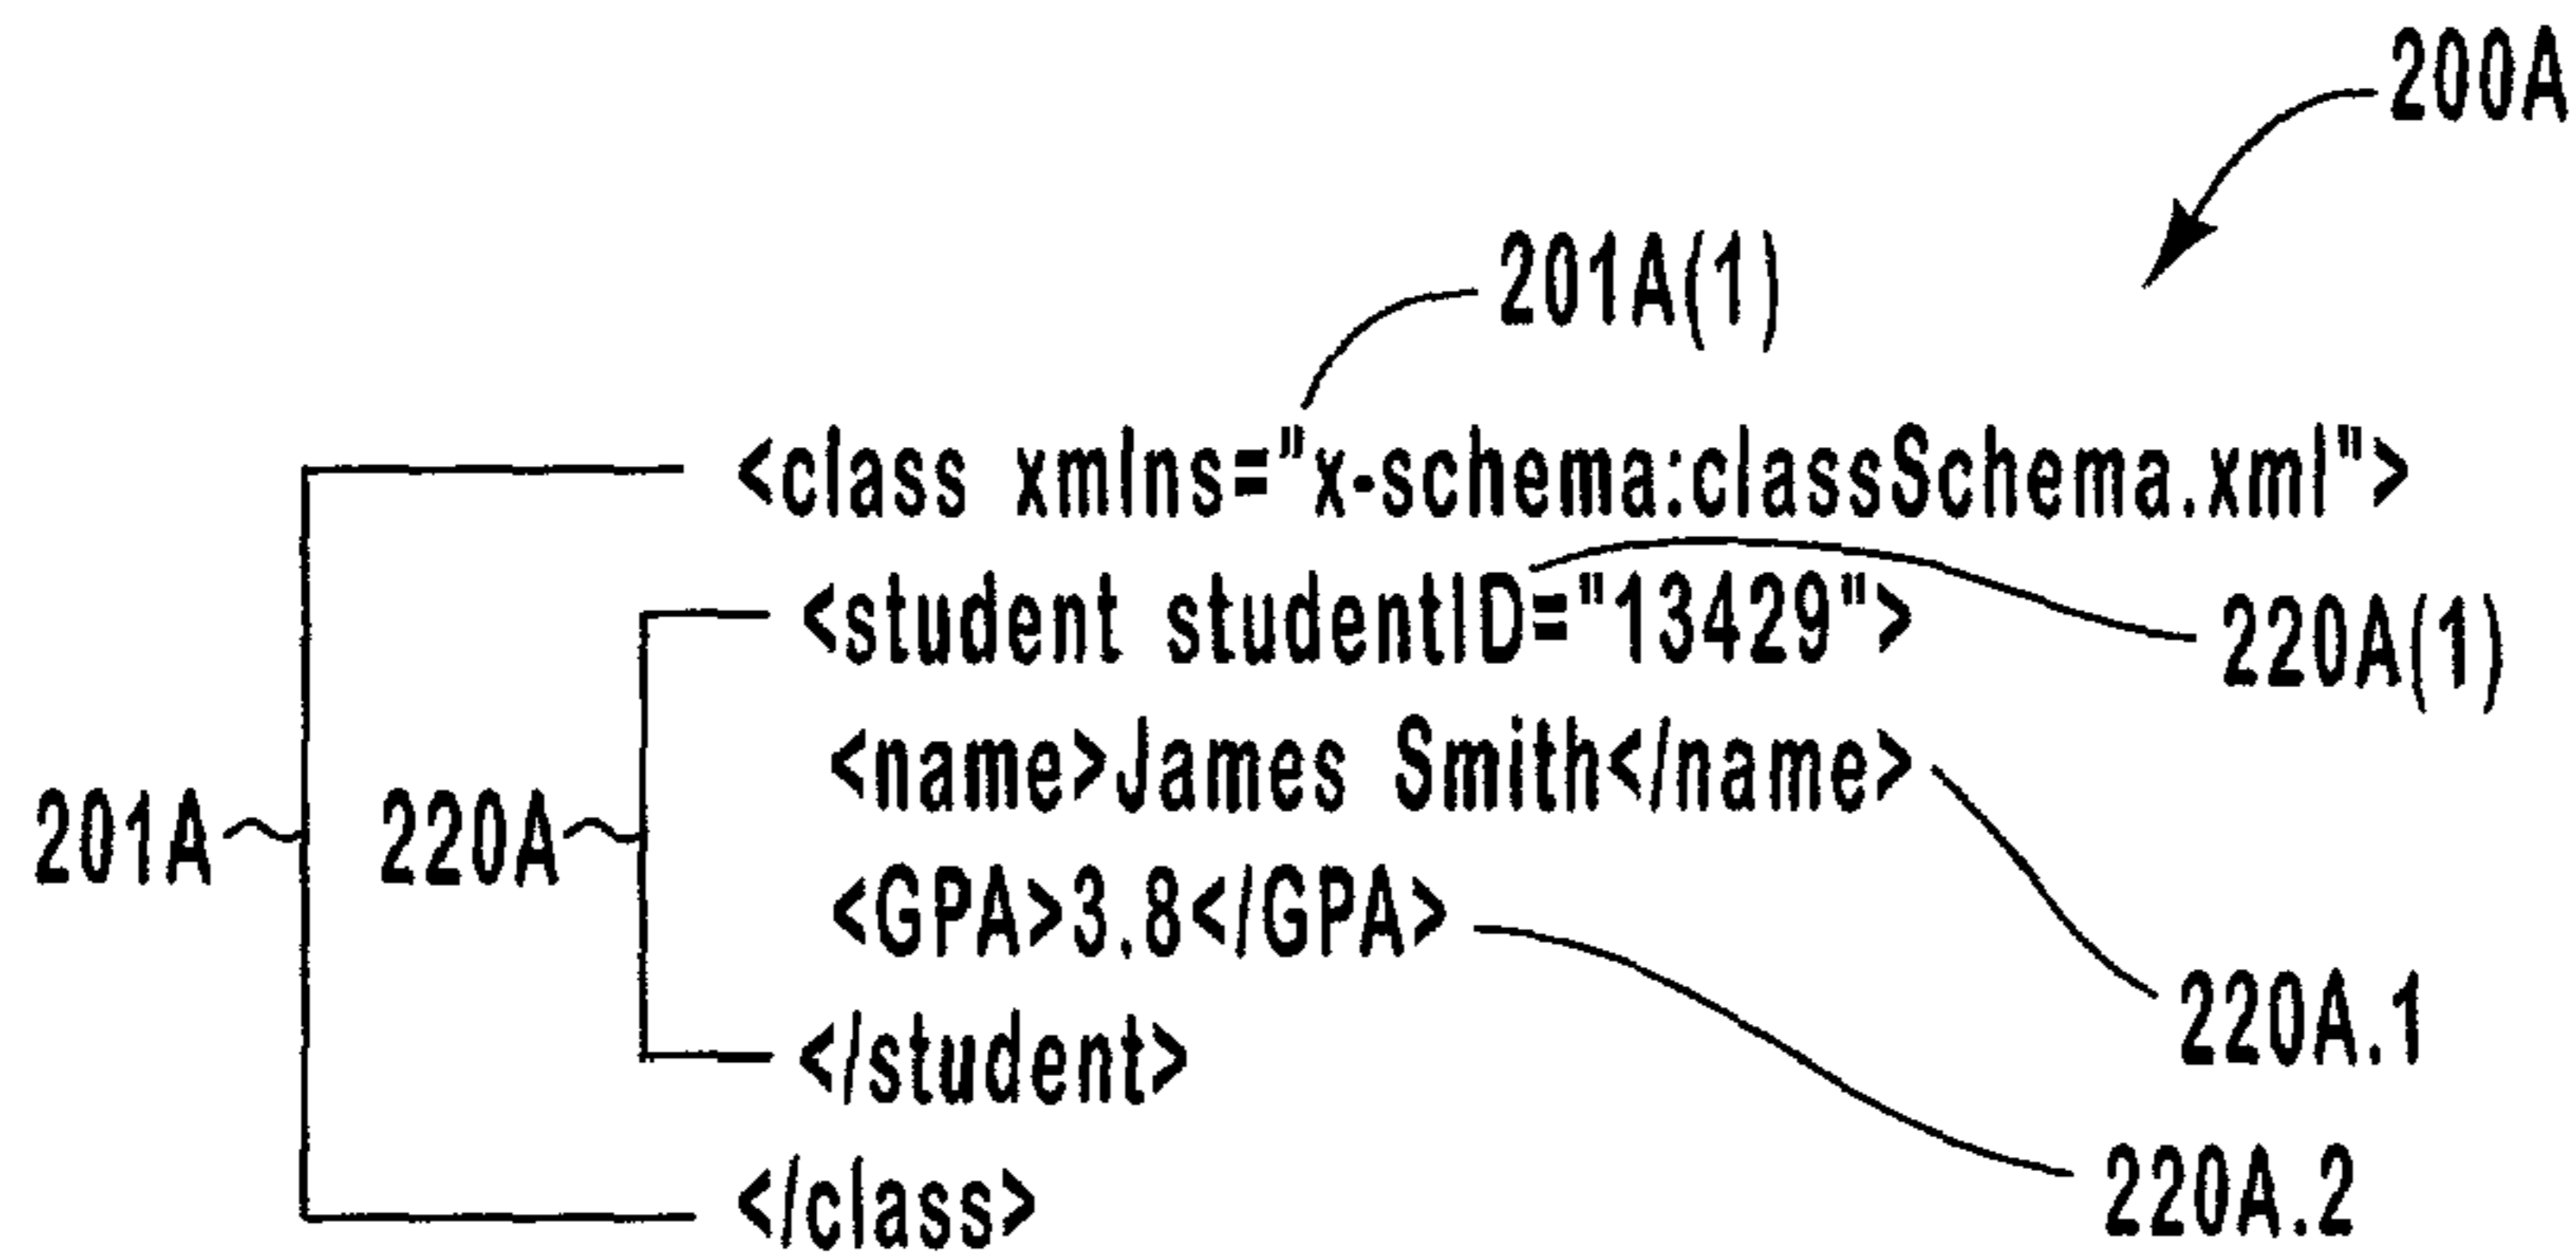 200A
201A(1)
<class xmlns="x-schema:classSchema.xml">
<student studentID="13429">
220A(1)
<name>James Smith</name>
201A 220A
<GPA>3.8</GPA>
220A.1
</student>
220A.2
</class>